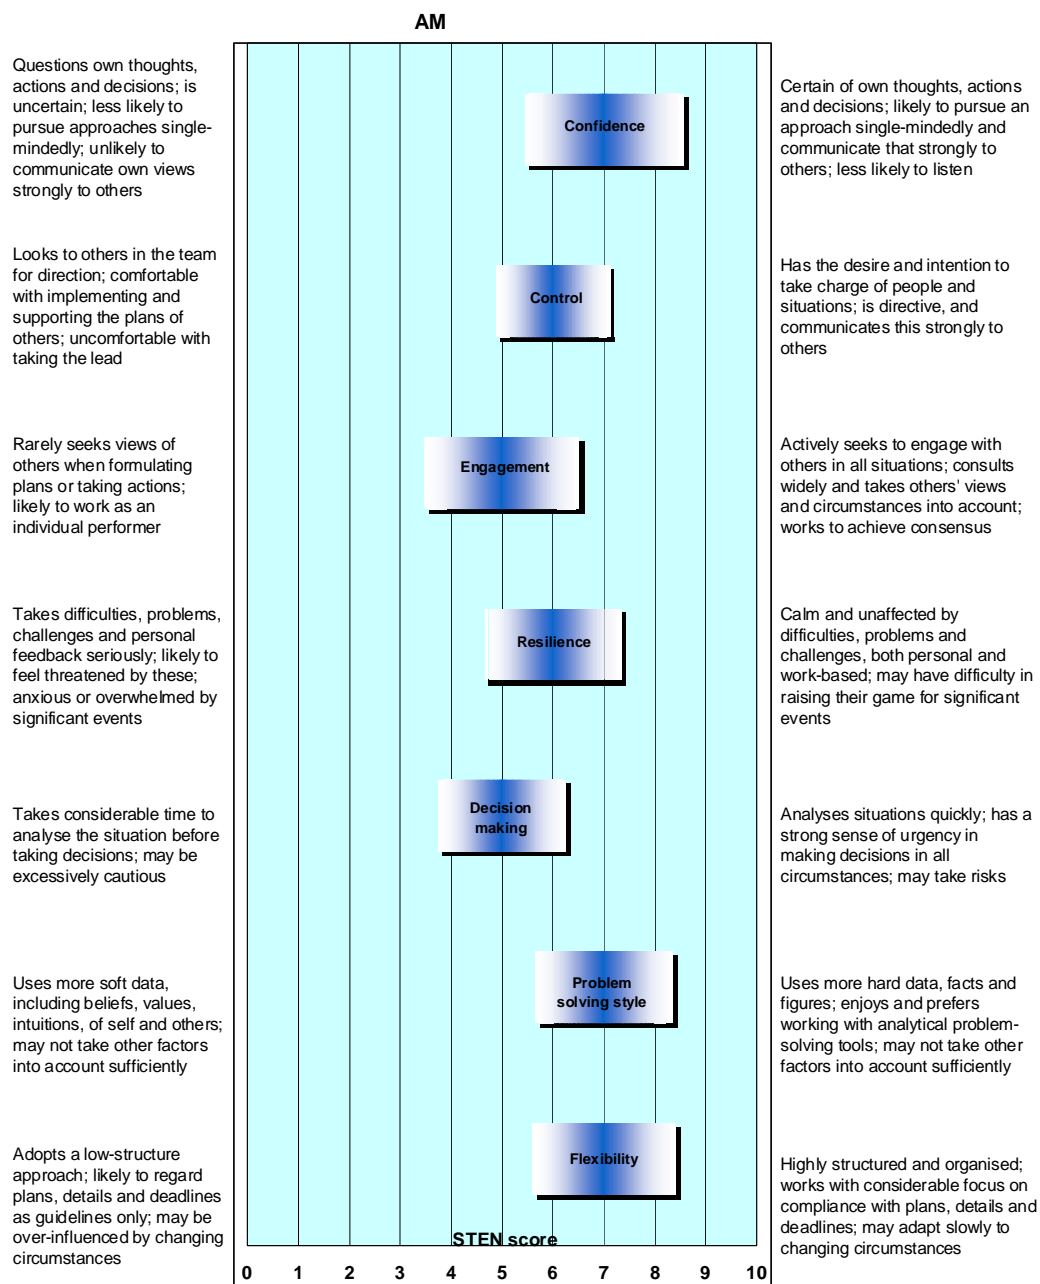 AM
Questions own thoughts,
actions and decisions; is
uncertain; less likely to
pursue approaches single-
mindedly; unlikely to
communicate own views
strongly to others
Confidence
Certain of own thoughts, actions
and decisions; likely to pursue an
approach single-mindedly and
communicate that strongly to
others; less likely to listen
Looks to others in the team
for direction; comfortable
with implementing and
supporting the plans of
others; uncomfortable with
taking the lead
Control
Has the desire and intention to
take charge of people and
situations; is directive, and
communicates this strongly to
others
Rarely seeks views of
others when formulating
plans or taking actions;
likely to work as an
individual performer
Engagement
Actively seeks to engage with
others in all situations; consults
widely and takes others' views
and circumstances into account;
works to achieve consensus
Takes difficulties, problems,
challenges and personal
feedback seriously; likely to
feel threatened by these;
anxious or overwhelmed by
significant events
Resilience
Calm and unaffected by
difficulties, problems and
challenges, both personal and
work-based; may have difficulty in
raising their game for significant
events
Takes considerable time to
analyse the situation before
taking decisions; may be
excessively cautious
Decision
making
Analyses situations quickly; has a
strong sense of urgency in
making decisions in all
circumstances; may take risks
Uses more soft data,
including beliefs, values,
intuitions, of self and others;
may not take other factors
into account sufficiently
Problem
solving style
Uses more hard data, facts and
figures; enjoys and prefers
working with analytical problem-
solving tools; may not take other
factors into account sufficiently
Adopts a low-structure
approach; likely to regard
plans, details and deadlines
as guidelines only; may be
over-influenced by changing
circumstances
Flexibility
Highly structured and organised;
works with considerable focus on
compliance with plans, details and
deadlines; may adapt slowly to
changing circumstances
STEN score
0 1 2 3 4 5 6 7 8 9 10